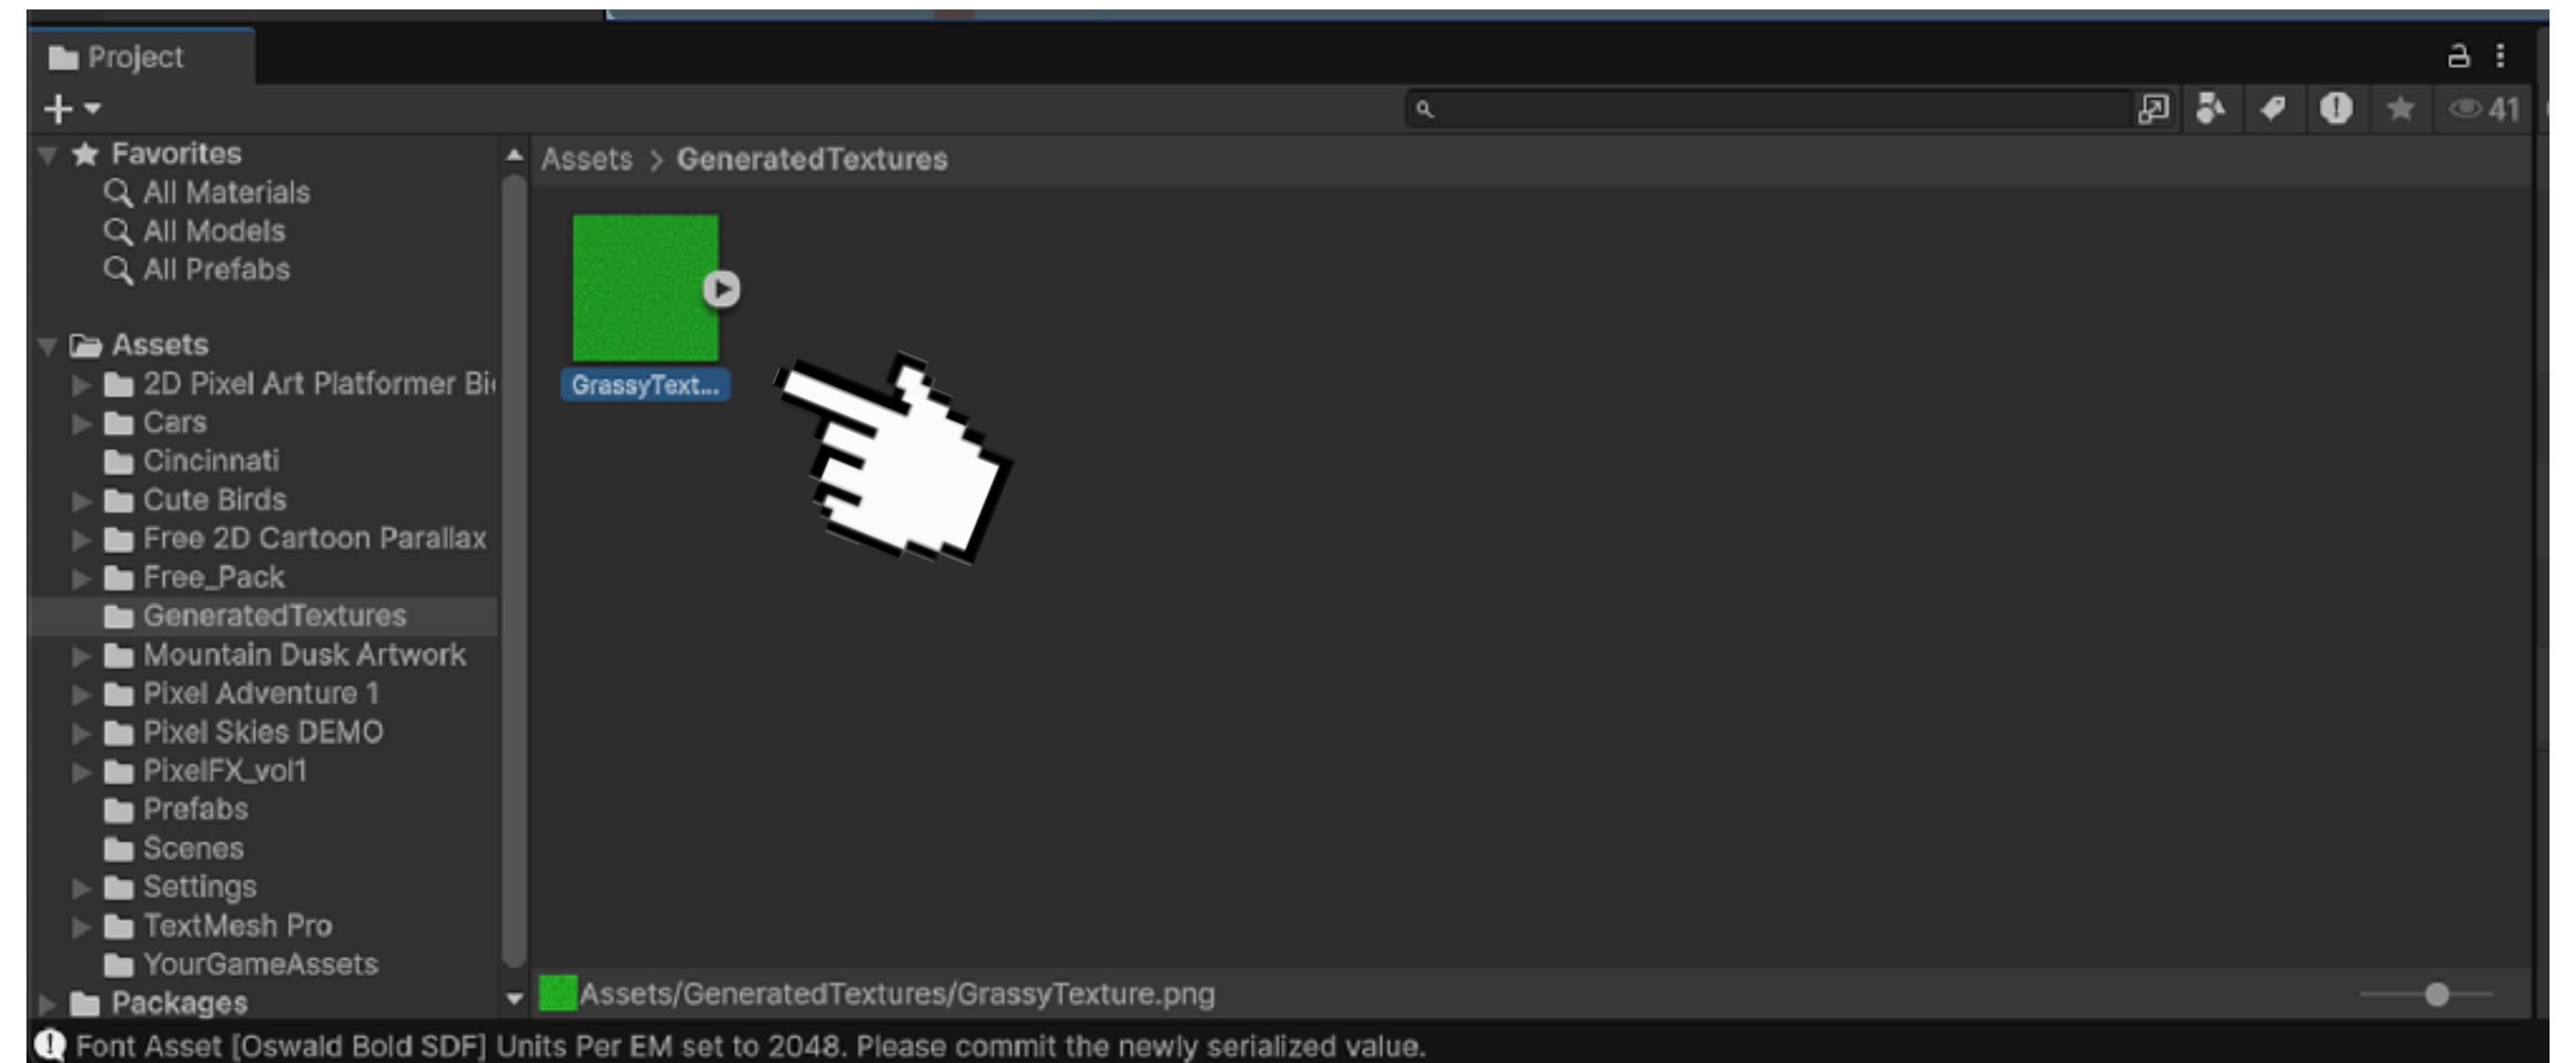 Project
41
Favorites
All Materials
All Models
All Prefabs
Assets
2D Pixel Art Platformer
Cars
Cincinnati
Cute Birds
Free 2D Cartoon Parallax
Free_Pack
GeneratedTextures
Mountain Dusk Artwork
Pixel Adventure 1
Pixel Skies DEMO
PixelFX_vol1
Prefabs
Scenes
Settings
TextMesh Pro
YourGameAssets
Packages
Assets > GeneratedTextures
GrassyText...
Assets/GeneratedTextures/GrassyTexture.png
Font Asset [Oswald Bold SDF] Units Per EM set to 2048. Please commit the newly serialized value.